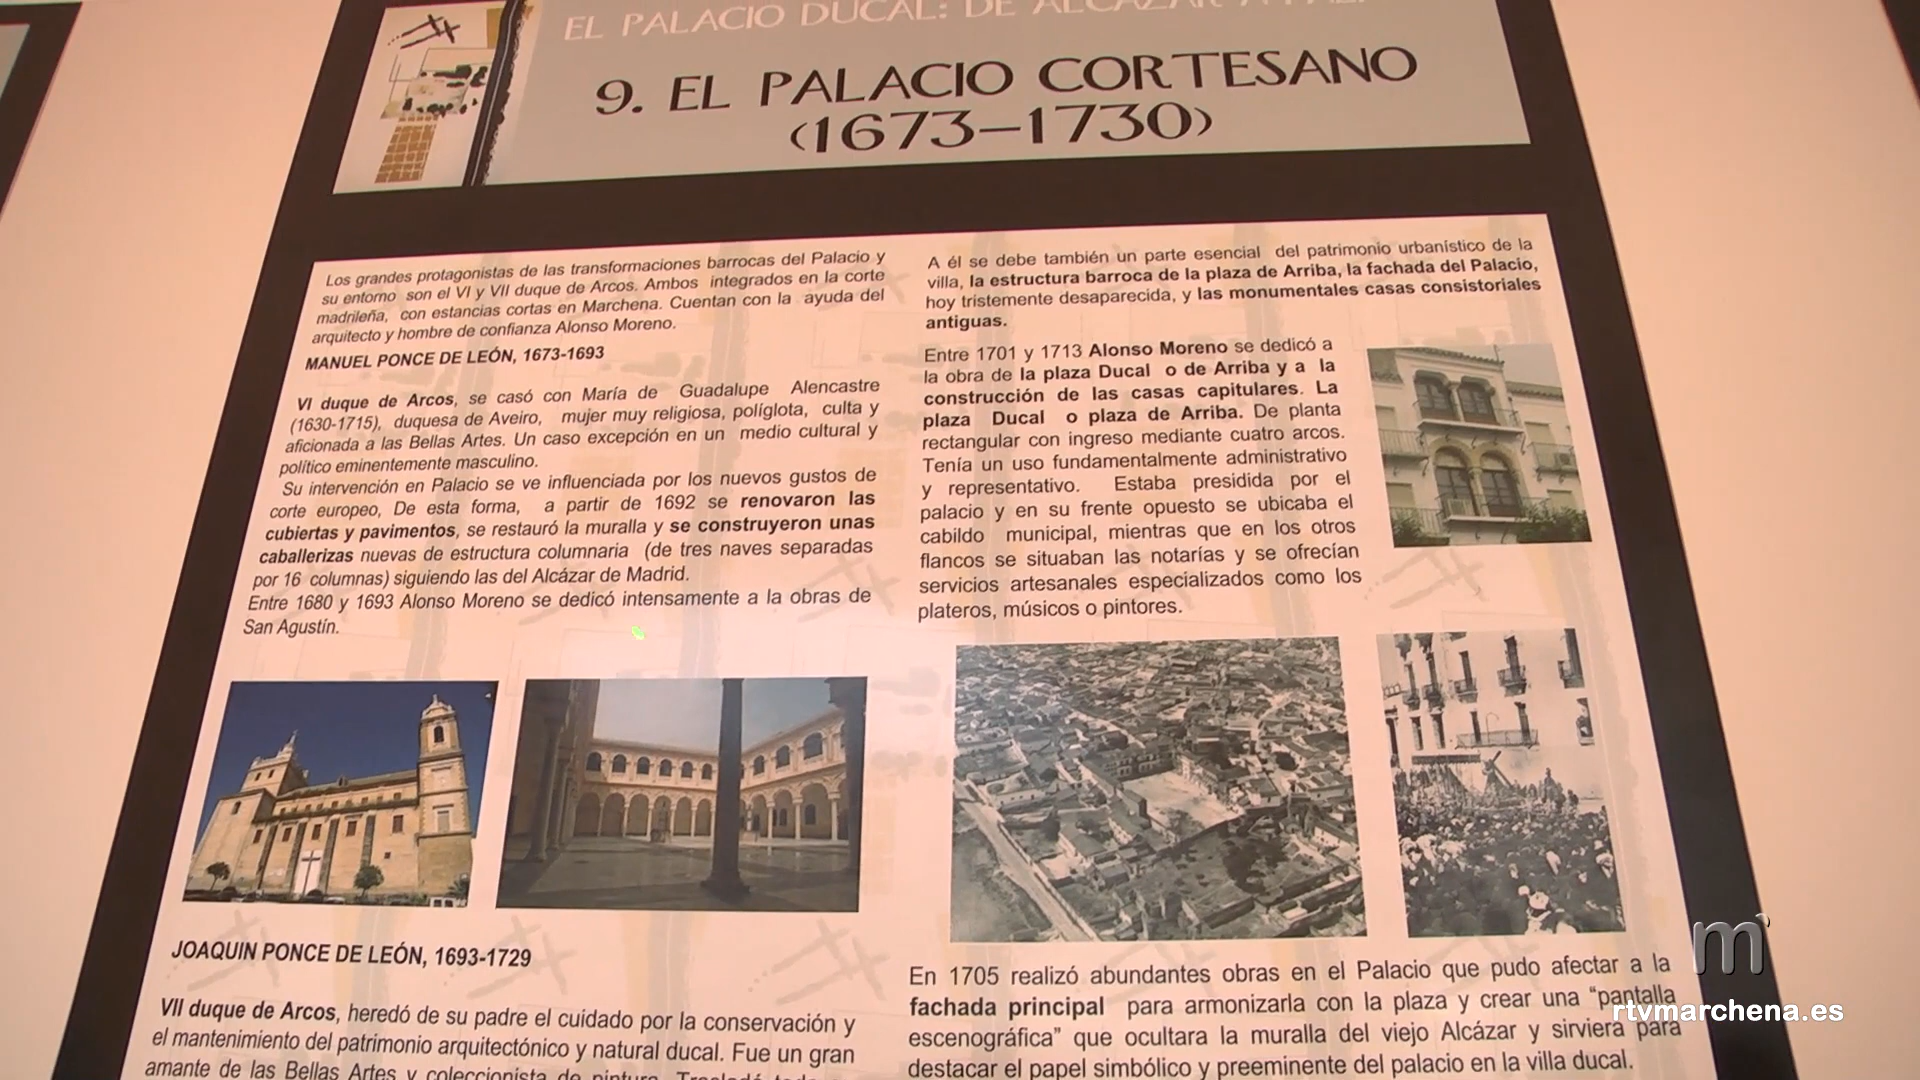 EL PALACIO DUCAL: DE ALCÁZAR A
9. EL PALACIO CORTESANO
(1673-1730)
Los grandes protagonistas de las transformaciones barrocas del Palacio y
su entorno son el VI y VII duque de Arcos. Ambos integrados en la corte
madrileña, con estancias cortas en Marchena. Cuentan con la ayuda del
arquitecto y hombre de confianza Alonso Moreno.
MANUEL PONCE DE LEÓN, 1673-1693
VI duque de Arcos, se casó con María de Guadalupe Alencastre
(1630-1715), duquesa de Aveiro, mujer muy religiosa, políglota, culta y
aficionada a las Bellas Artes. Un caso excepción en un medio cultural y
político eminentemente masculino.
Su intervención en Palacio se ve influenciada por los nuevos gustos de
corte europeo, De esta forma, a partir de 1692 se renovaron las
cubiertas y pavimentos, se restauró la muralla y se construyeron unas
caballerizas nuevas de estructura columnaria (de tres naves separadas
por 16 columnas) siguiendo las del Alcázar de Madrid.
Entre 1680 y 1693 Alonso Moreno se dedicó intensamente a la obras de
San Agustín.
JOAQUIN PONCE DE LEÓN, 1693-1729
VII duque de Arcos, heredó de su padre el cuidado por la conservación y
el mantenimiento del patrimonio arquitectónico y natural ducal. Fue un gran
amante de las Bellas Artes y coleccionista de pintura. Trasladó
A él se debe también un parte esencial del patrimonio urbanístico de la
villa, la estructura barroca de la plaza de Arriba, la fachada del Palacio,
hoy tristemente desaparecida, y las monumentales casas consistoriales
antiguas.
Entre 1701 y 1713 Alonso Moreno se dedicó a
la obra de la plaza Ducal o de Arriba y a la
construcción de las casas capitulares. La
plaza Ducal o plaza de Arriba. De planta
rectangular con ingreso mediante cuatro arcos.
Tenía un uso fundamentalmente administrativo
y representativo. Estaba presidida por el
palacio y en su frente opuesto se ubicaba el
cabildo municipal, mientras que en los otros
flancos se situaban las notarías y se ofrecían
servicios artesanales especializados como los
plateros, músicos o pintores.
En 1705 realizó abundantes obras en el Palacio que pudo afectar a la
fachada principal para armonizarla con la plaza y crear una “pantalla
escenográfica” que ocultara la muralla del viejo Alcázar y sirviera para
destacar el papel simbólico y preeminente del palacio en la villa ducal.
m
rtvmarchena.es